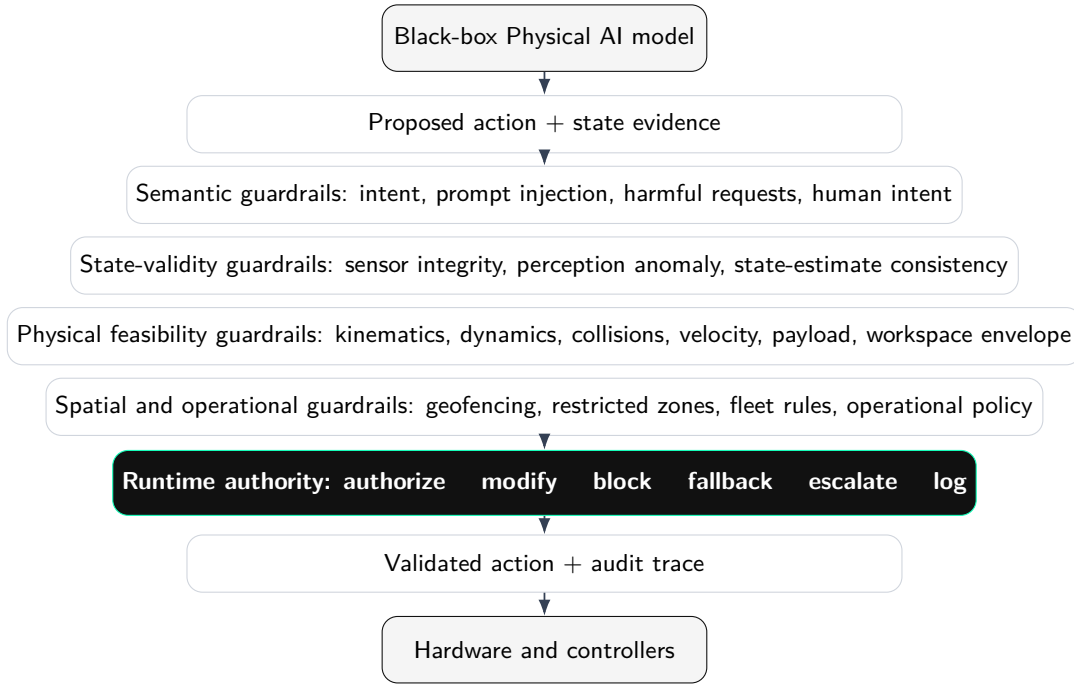 Black-box Physical AI model
Proposed action + state evidence
Semantic guardrails: intent, prompt injection, harmful requests, human intent
State-validity guardrails: sensor integrity, perception anomaly, state-estimate consistency
Physical feasibility guardrails: kinematics, dynamics, collisions, velocity, payload, workspace envelope
Spatial and operational guardrails: geofencing, restricted zones, fleet rules, operational policy
Runtime authority: authorize modify block fallback escalate log
Validated action + audit trace
Hardware and controllers